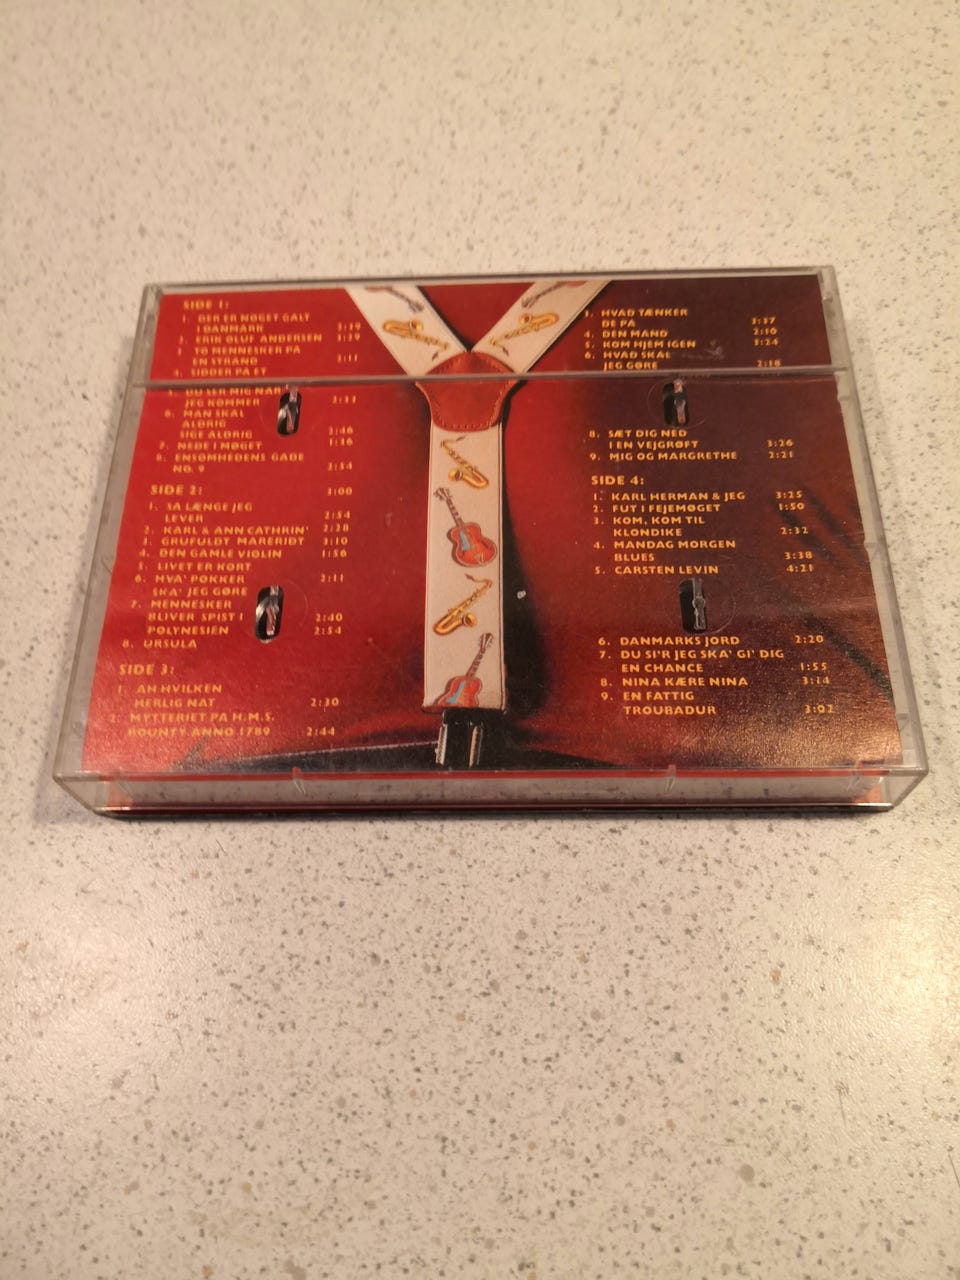 SIDE 1:
1. DER ER NØGET GALT
I DANMARK 3:19
2. ERIK OLUF ANDERSEN 3:39
3 TO MENNESKER PÅ
EN STRAND 3:11
4. SIDDER PÅ ET
5. DU SER MIG NÅR
JEG KOMMER 2:31
6. MAN SKAL
ALDRIG
SIGE ALDRIG 2:46
7. NEDE I MØGET 1:36
8. ENSOMHEDENS GADE
NO. 9 2:54
SIDE 2: 3:00
1. SÅ LÆNGE JEG
LEVER 2:54
2. KARL & ANN CATHRIN' 2:28
3. GRUFULDT MARERIDT 3:10
4. DEN GAMLE VIOLIN 1:56
5. LIVET ER KORT
6. HVA' POKKER 2:11
SKA' JEG GØRE
7. MENNESKER
BLIVER SPIST I 2:40
POLYNESIEN 2:54
8. URSULA
SIDE 3:
1. AH HVILKEN
HERLIG NAT 2:30
2. MYTTERIET PÅ H.M.S.
BOUNTY ANNO 1789 2:44
3. HVAD TÆNKER
DE PÅ 3:37
4. DEN MAND 2:10
5. KOM HJEM IGEN 3:24
6. HVAD SKAL
JEG GØRE 2:18
8. SÆT DIG NED
I EN VEJGRØFT 3:26
9. MIG OG MARGRETHE 2:21
SIDE 4:
1. KARL HERMAN & JEG 3:25
2. FUT I FEJEMØGET 1:50
3. KOM, KOM TIL
KLONDIKE 2:32
4. MANDAG MORGEN
BLUES 3:38
5. CARSTEN LEVIN 4:21
6. DANMARKS JORD 2:20
7. DU SI'R JEG SKA' GI' DIG
EN CHANCE 1:55
8. NINA KÆRE NINA 3:14
9. EN FATTIG
TROUBADUR 3:02